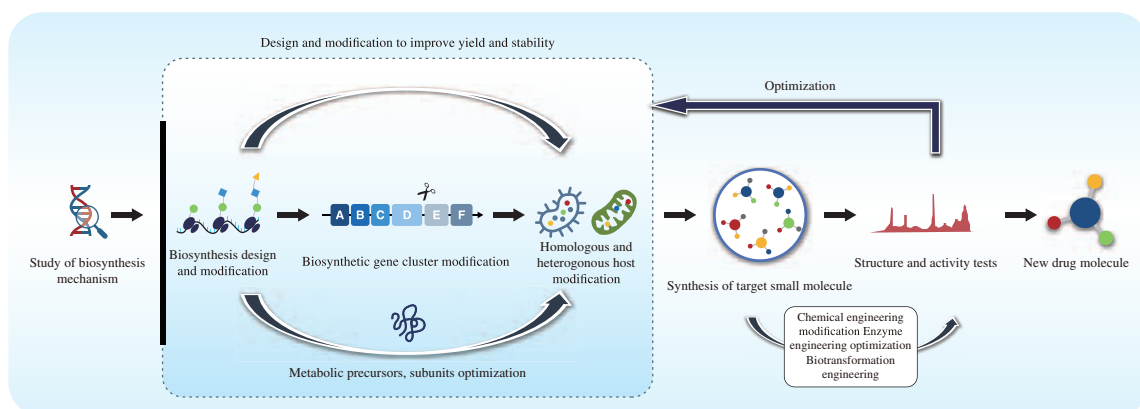 Design and modification to improve yield and stability
Optimization
A B C D E F
Study of biosynthesis
mechanism
Biosynthesis design
and modification
Biosynthetic gene cluster modification
Homologous and
heterogonous host
modification
Synthesis of target small molecule
Structure and activity tests
New drug molecule
Metabolic precursors, subunits optimization
Chemical engineering
modification Enzyme
engineering optimization
Biotransformation
engineering